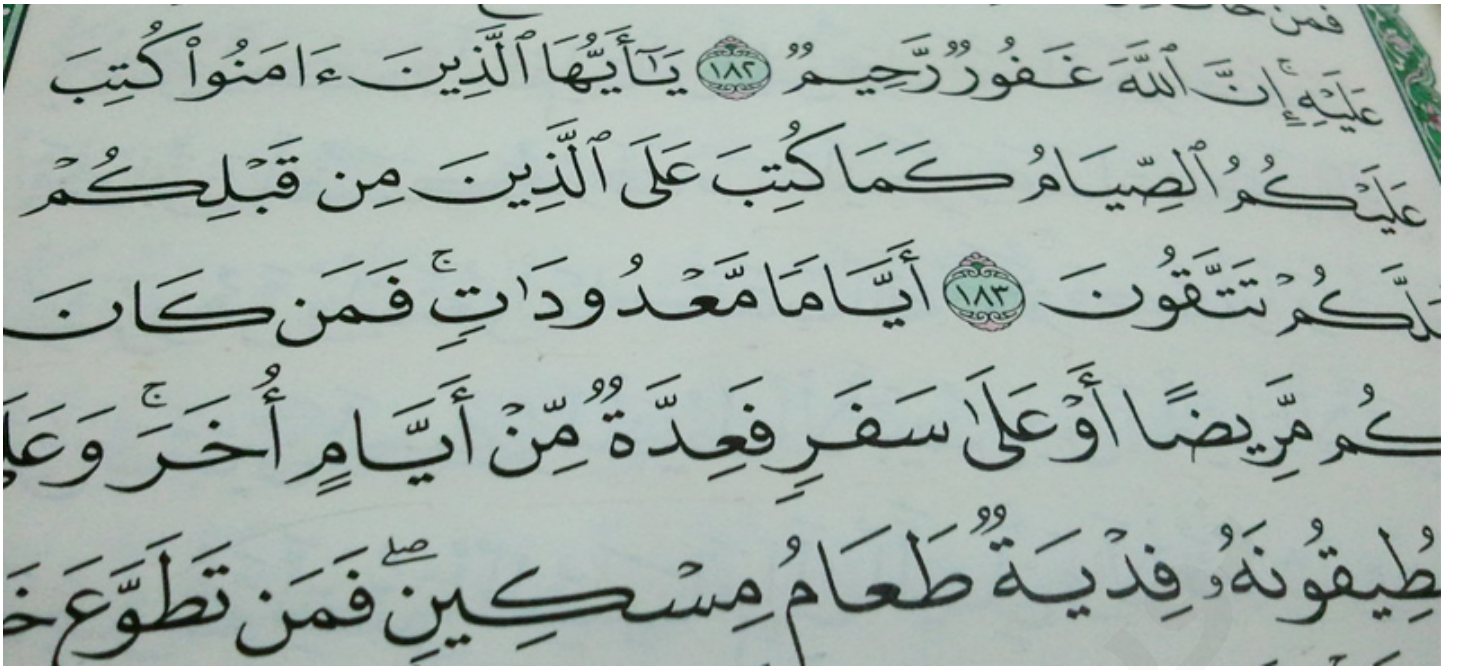 عَلَيْهِ إِنَّ ٱللَّهَ غَفُورٌ رَّحِيمٌ ١٨٢ يَٰٓأَيُّهَا ٱلَّذِينَ ءَامَنُوا۟ كُتِبَ
عَلَيْكُمُ ٱلصِّيَامُ كَمَا كُتِبَ عَلَى ٱلَّذِينَ مِن قَبْلِكُمْ
لَعَلَّكُمْ تَتَّقُونَ ١٨٣ أَيَّامًا مَّعْدُودَٰتٍ ۚ فَمَن كَانَ
مَّرِيضًا أَوْ عَلَىٰ سَفَرٍ فَعِدَّةٌ مِّنْ أَيَّامٍ أُخَرَ ۚ
فِدْيَةٌ طَعَامُ مِسْكِينٍ ۖ فَمَن تَطَوَّعَ